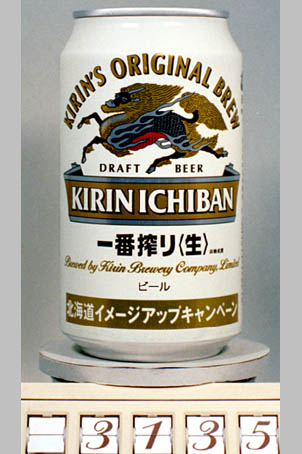 KIRIN'S ORIGINAL BREW
DRAFT BEER
KIRIN ICHIBAN
一番搾り〈生〉
Brewed by Kirin Brewery Company, Limited
ビール
北海道イメージアップキャンペーン
3135